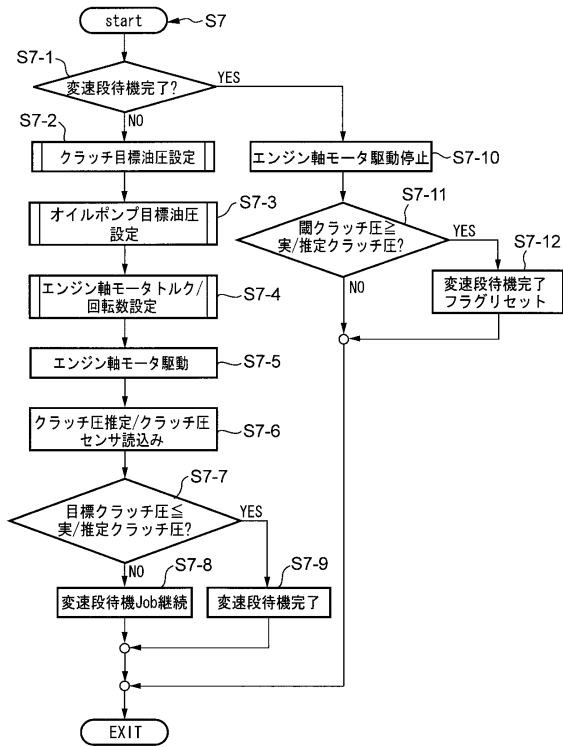 start
S7
S7-1
変速段待機完了?
YES
NO
S7-2
クラッチ目標油圧設定
エンジン軸モータ駆動停止
S7-10
オイルポンプ目標油圧
設定
S7-3
S7-11
閾クラッチ圧≧
実/推定クラッチ圧?
YES
NO
S7-12
変速段待機完了
フラグリセット
エンジン軸モータトルク/
回転数設定
S7-4
エンジン軸モータ駆動
S7-5
クラッチ圧推定/クラッチ圧
センサ読込み
S7-6
S7-7
目標クラッチ圧≦
実/推定クラッチ圧?
YES
NO
S7-8
変速段待機Job継続
S7-9
変速段待機完了
EXIT